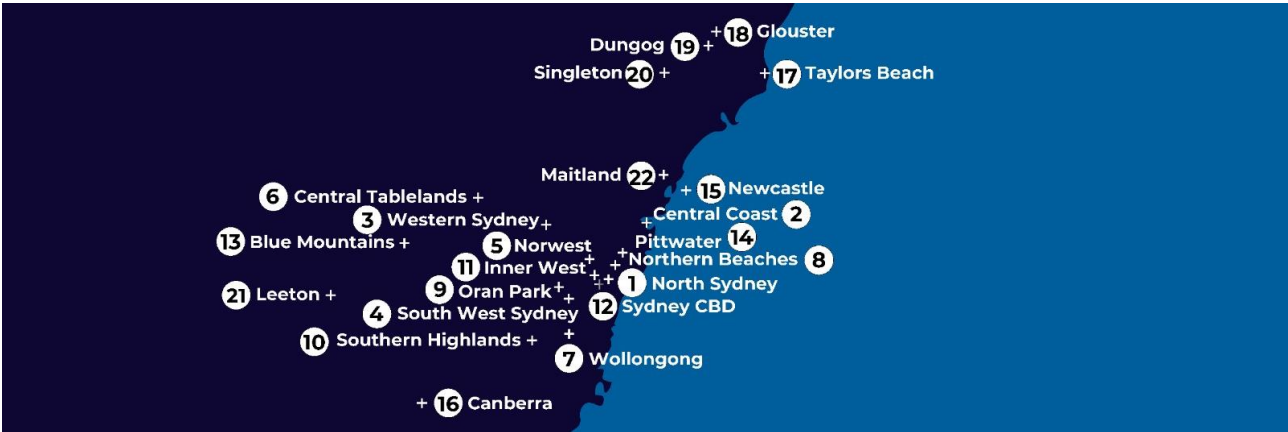 18 Glouster
Dungog 19
Singleton 20
17 Taylors Beach
Maitland 22
15 Newcastle
6 Central Tablelands
Central Coast 2
3 Western Sydney
Pittwater 14
13 Blue Mountains
5 Norwest
Northern Beaches 8
11 Inner West
1 North Sydney
9 Oran Park
21 Leeton
12 Sydney CBD
4 South West Sydney
10 Southern Highlands
7 Wollongong
16 Canberra